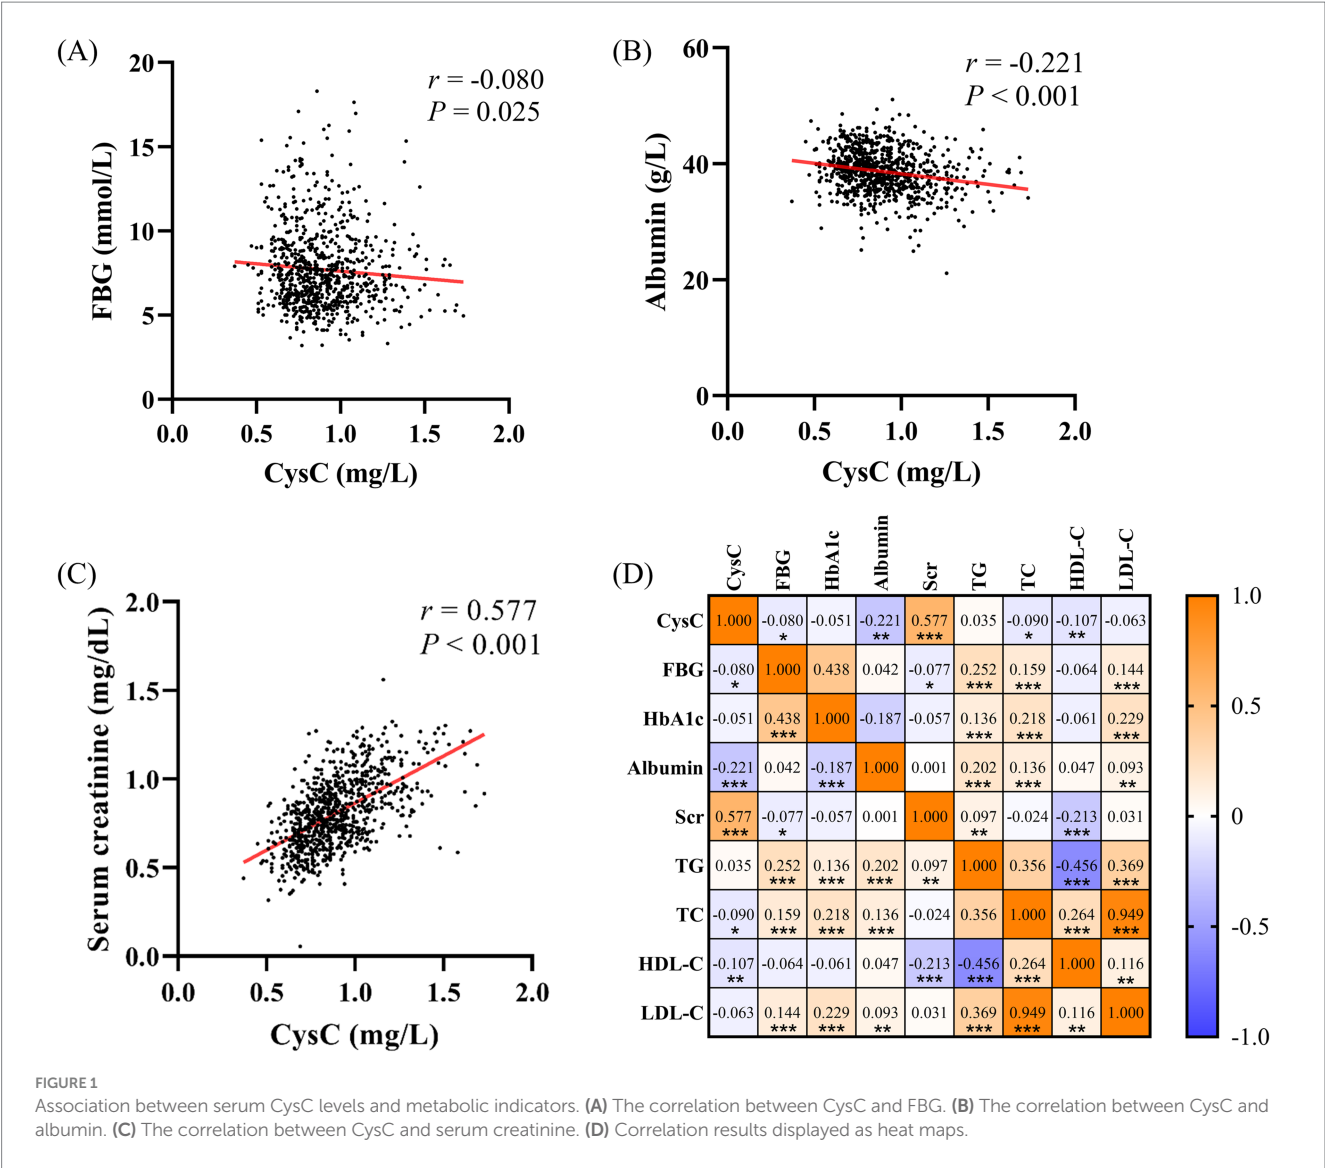 (A)
20
15
10
5
0
FBG (mmol/L)
r = -0.080
P = 0.025
0.0 0.5 1.0 1.5 2.0
CysC (mg/L)
(B)
60
40
20
0
Albumin (g/L)
r = -0.221
P < 0.001
0.0 0.5 1.0 1.5 2.0
CysC (mg/L)
(C)
2.0
1.5
1.0
0.5
0.0
Serum creatinine (mg/dL)
r = 0.577
P < 0.001
0.0 0.5 1.0 1.5 2.0
CysC (mg/L)
(D)
CysC FBG HbA1c Albumin Scr TG TC HDL-C LDL-C
CysC 1.000 -0.080 -0.051 -0.221 0.577 0.035 -0.090 -0.107 -0.063
* ** *** * **
FBG -0.080 1.000 0.438 0.042 -0.077 0.252 0.159 -0.064 0.144
* * *** *** ***
HbA1c -0.051 0.438 1.000 -0.187 -0.057 0.136 0.218 -0.061 0.229
*** *** *** ***
Albumin -0.221 0.042 -0.187 1.000 0.001 0.202 0.136 0.047 0.093
*** *** *** *** **
Scr 0.577 -0.077 -0.057 0.001 1.000 0.097 -0.024 -0.213 0.031
*** * ** ***
TG 0.035 0.252 0.136 0.202 0.097 1.000 0.356 -0.456 0.369
*** *** *** ** *** ***
TC -0.090 0.159 0.218 0.136 -0.024 0.356 1.000 0.264 0.949
* *** *** *** *** ***
HDL-C -0.107 -0.064 -0.061 0.047 -0.213 -0.456 0.264 1.000 0.116
** *** *** *** **
LDL-C -0.063 0.144 0.229 0.093 0.031 0.369 0.949 0.116 1.000
*** *** ** *** *** **
1.0
0.5
0
-0.5
-1.0
FIGURE 1
Association between serum CysC levels and metabolic indicators. (A) The correlation between CysC and FBG. (B) The correlation between CysC and
albumin. (C) The correlation between CysC and serum creatinine. (D) Correlation results displayed as heat maps.